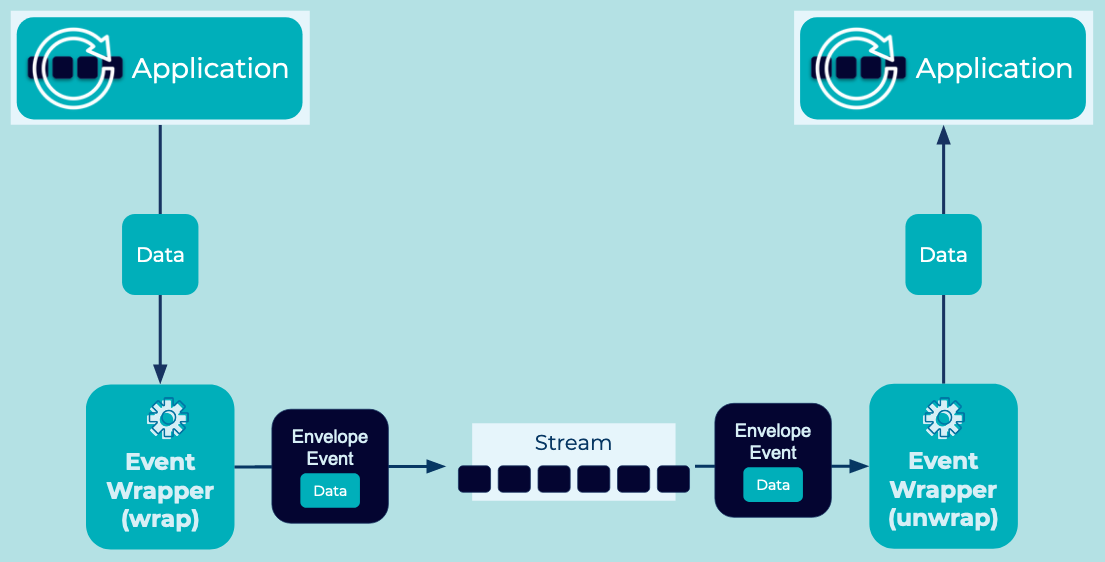 Application
Application
Data
Data
Event
Wrapper
(wrap)
Envelope
Event
Data
Stream
Envelope
Event
Data
Event
Wrapper
(unwrap)